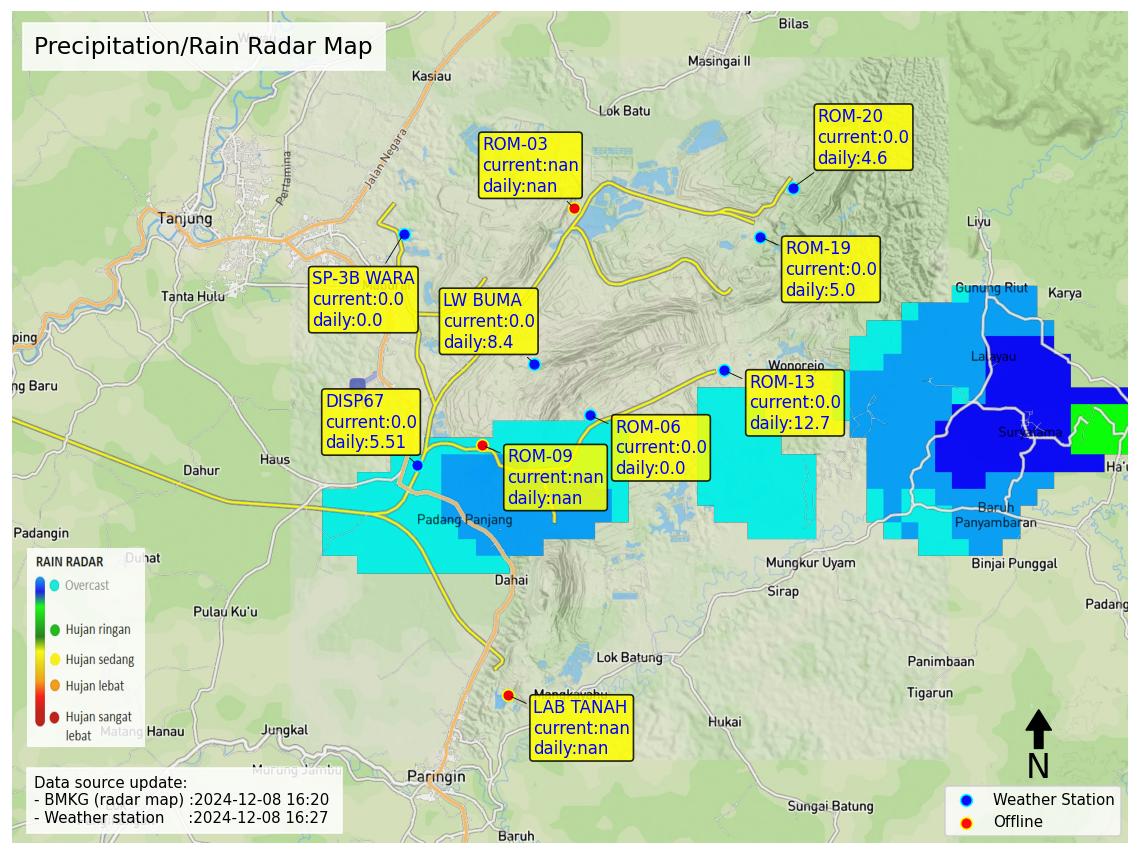 Precipitation/Rain Radar Map
Bilas
Masingai II
Kasiau
Lok Batu
Jalan Negara
Pertamina
Tanjung
Tanta Hulu
ROM-03
current:nan
daily:nan
ROM-20
current:0.0
daily:4.6
ROM-19
current:0.0
daily:5.0
SP-3B WARA
current:0.0
daily:0.0
LW BUMA
current:0.0
daily:8.4
Liyu
Gunung Riut
Karya
Lalayau
ping
ng Baru
Wonorejo
ROM-13
current:0.0
daily:12.7
DISP67
current:0.0
daily:5.51
ROM-06
current:0.0
daily:0.0
ROM-09
current:nan
daily:nan
Haus
Dahur
Padang Panjang
Baruh
Panyambaran
Padangin
Duhat
Dahai
Mungkur Uyam
Binjai Punggal
Sirap
Padang
Pulau Ku'u
RAIN RADAR
Overcast
Hujan ringan
Hujan sedang
Hujan lebat
Hujan sangat
lebat
Lok Batung
Panimbaan
Tigarun
LAB TANAH
current:nan
daily:nan
Hukai
Hanau
Jungkal
Murung Jambu
Paringin
Sungai Batung
Baruh
Data source update:
- BMKG (radar map) :2024-12-08 16:20
- Weather station :2024-12-08 16:27
N
Weather Station
Offline